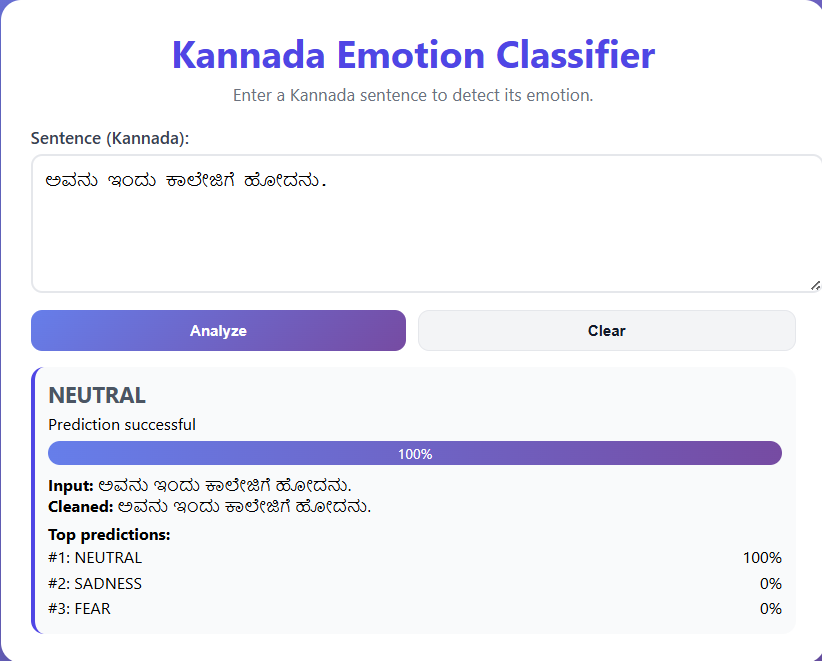 Kannada Emotion Classifier
Enter a Kannada sentence to detect its emotion.
Sentence (Kannada):
ಅವನು ಇಂದು ಕಾಲೇಜಿಗೆ ಹೋದನು.
Analyze Clear
NEUTRAL
Prediction successful
100%
Input: ಅವನು ಇಂದು ಕಾಲೇಜಿಗೆ ಹೋದನು.
Cleaned: ಅವನು ಇಂದು ಕಾಲೇಜಿಗೆ ಹೋದನು.
Top predictions:
#1: NEUTRAL 100%
#2: SADNESS 0%
#3: FEAR 0%